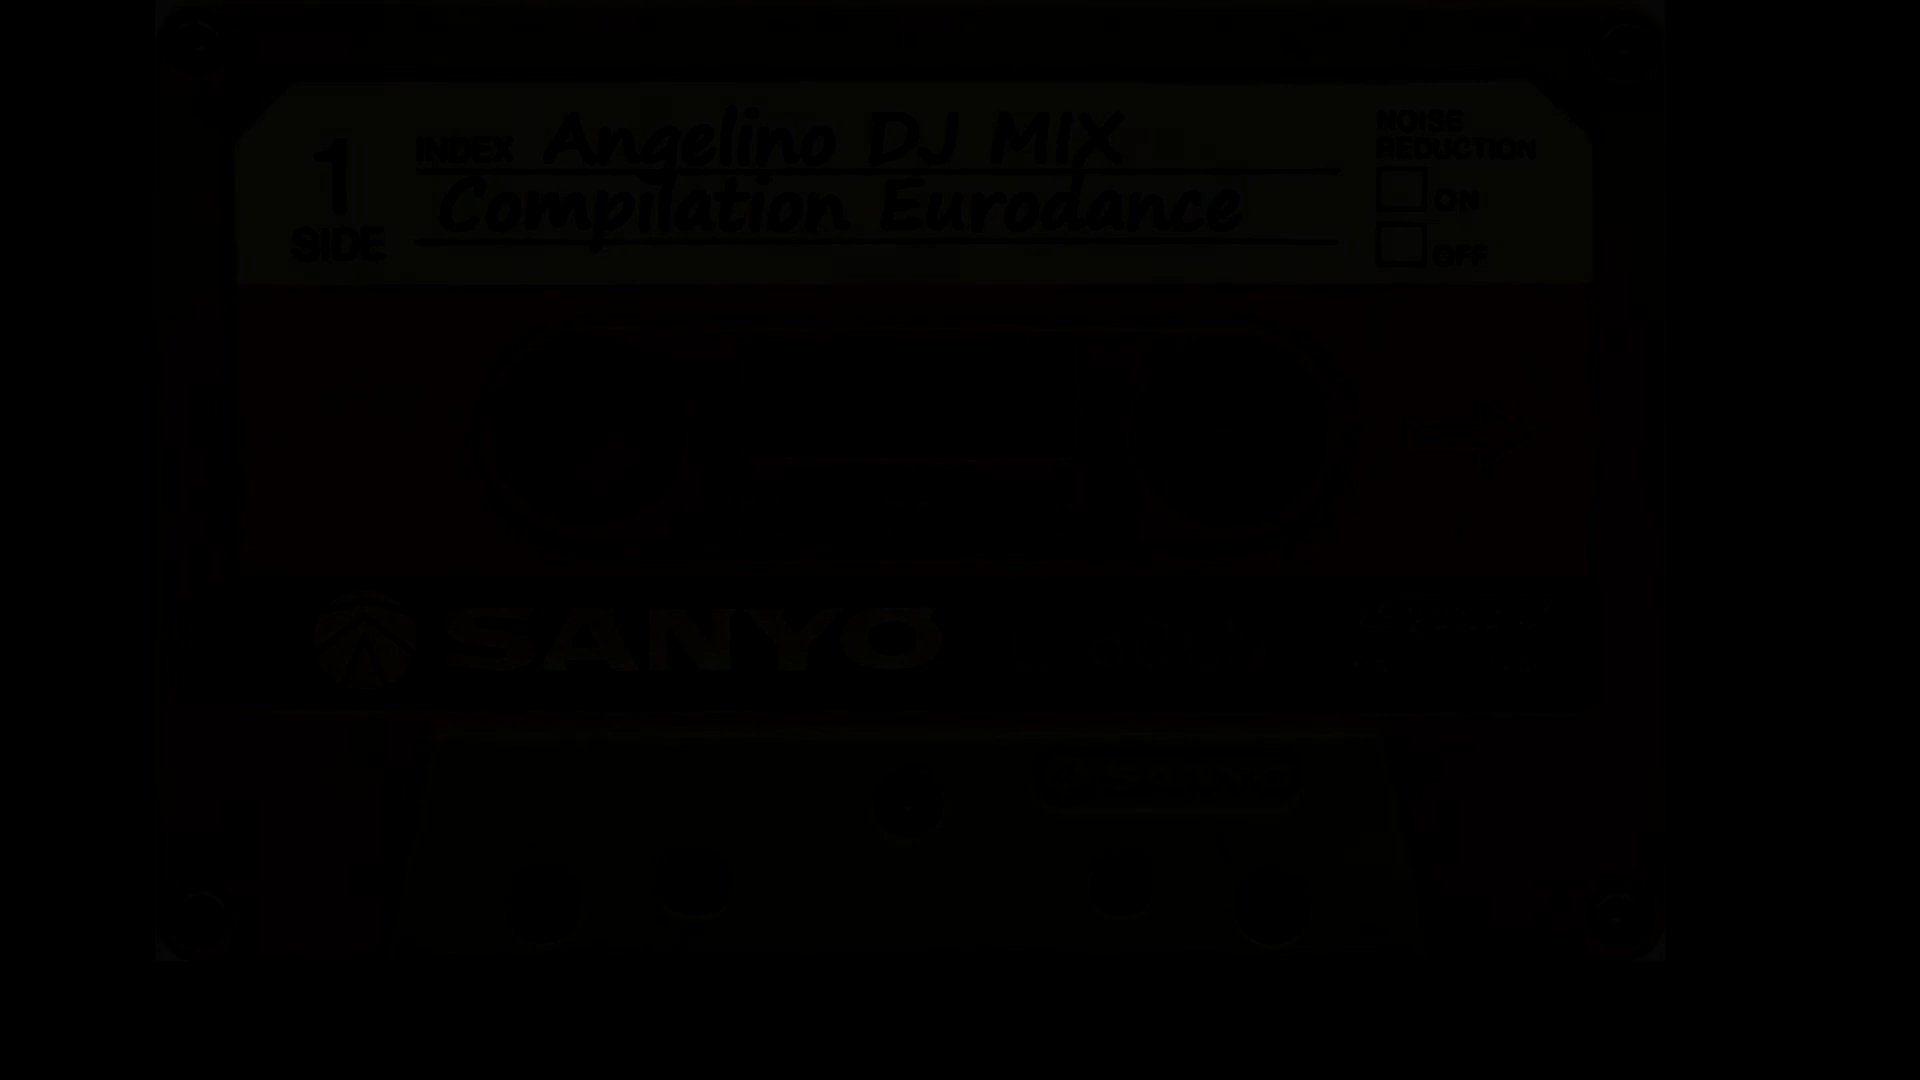 1
SIDE
INDEX Angelino DJ MIX
Compilation Eurodance
NOISE
REDUCTION
ON
OFF
SANYO